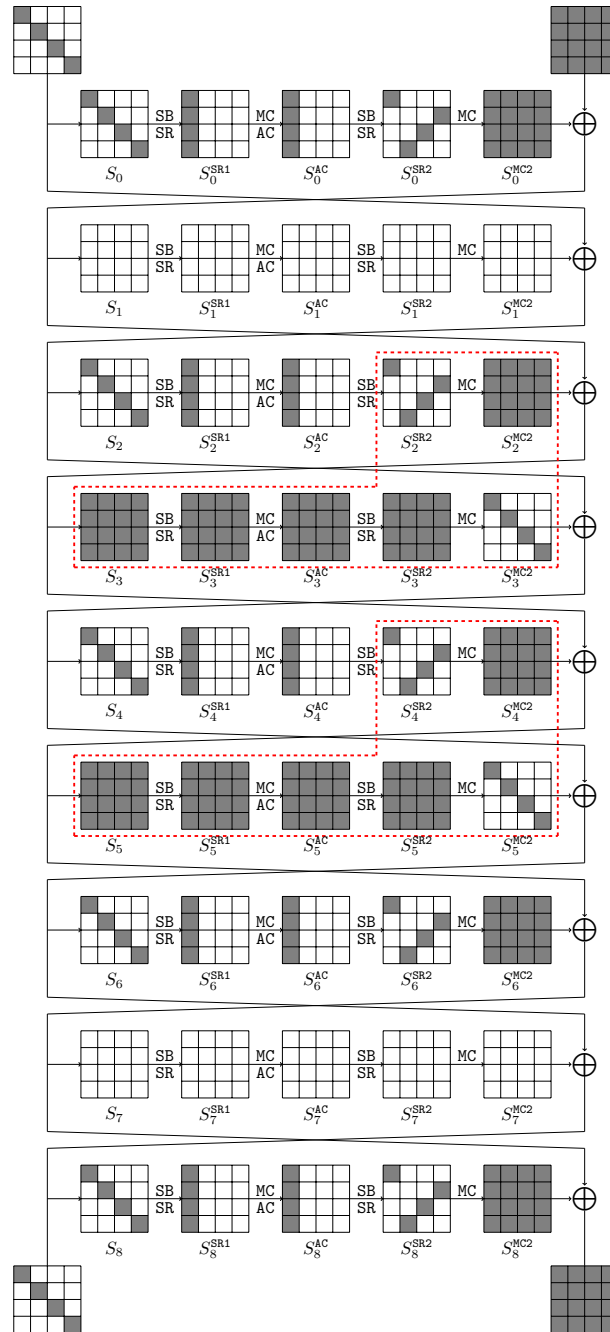 SB MC SB MC
SR AC SR
S_0 S_0^SR1 S_0^AC S_0^SR2 S_0^MC2
SB MC SB MC
SR AC SR
S_1 S_1^SR1 S_1^AC S_1^SR2 S_1^MC2
SB MC SB MC
SR AC SR
S_2 S_2^SR1 S_2^AC S_2^SR2 S_2^MC2
SB MC SB MC
SR AC SR
S_3 S_3^SR1 S_3^AC S_3^SR2 S_3^MC2
SB MC SB MC
SR AC SR
S_4 S_4^SR1 S_4^AC S_4^SR2 S_4^MC2
SB MC SB MC
SR AC SR
S_5 S_5^SR1 S_5^AC S_5^SR2 S_5^MC2
SB MC SB MC
SR AC SR
S_6 S_6^SR1 S_6^AC S_6^SR2 S_6^MC2
SB MC SB MC
SR AC SR
S_7 S_7^SR1 S_7^AC S_7^SR2 S_7^MC2
SB MC SB MC
SR AC SR
S_8 S_8^SR1 S_8^AC S_8^SR2 S_8^MC2